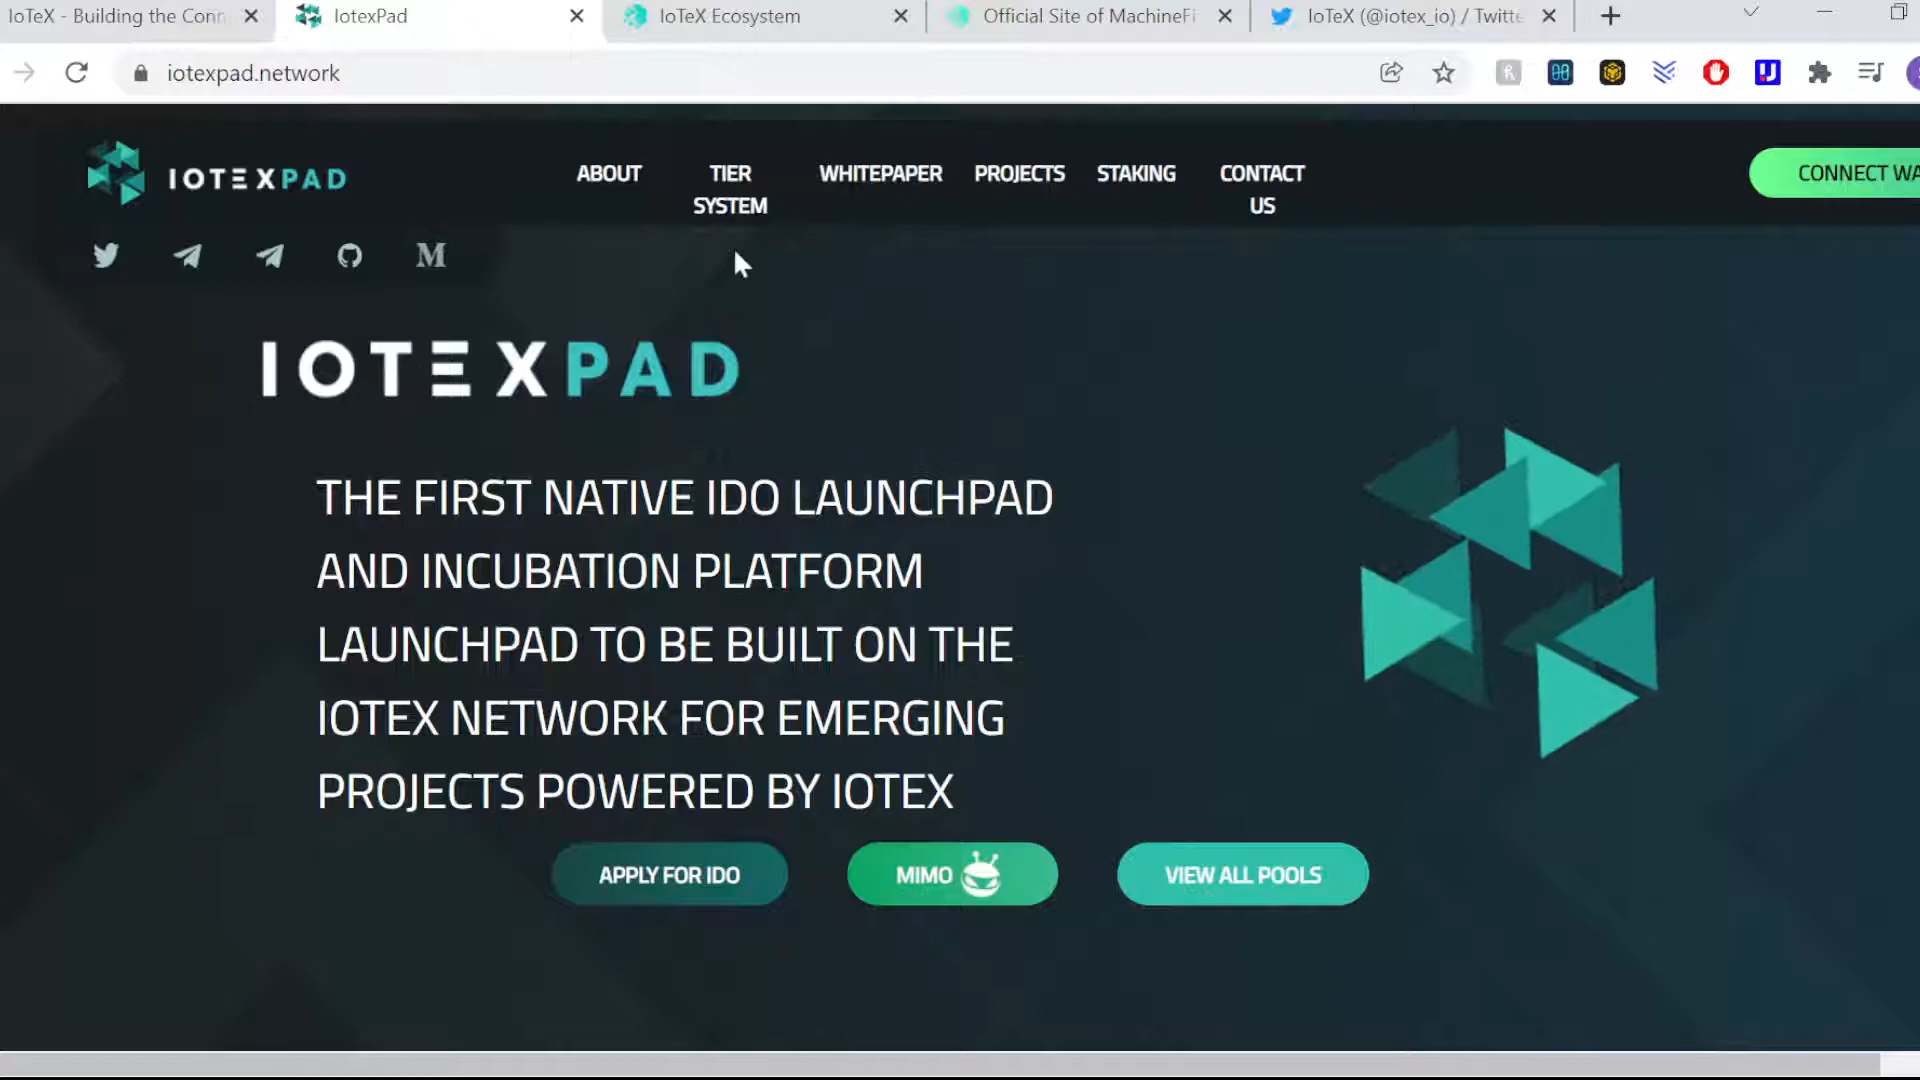 IoTeX - Building the Conn
IotexPad
IoTeX Ecosystem
Official Site of MachineFi
IoTeX (@iotex_io) / Twitte
iotexpad.network
IOTEXPAD
ABOUT
TIER
SYSTEM
WHITEPAPER
PROJECTS
STAKING
CONTACT
US
CONNECT WA
IOTEXPAD
THE FIRST NATIVE IDO LAUNCHPAD
AND INCUBATION PLATFORM
LAUNCHPAD TO BE BUILT ON THE
IOTEX NETWORK FOR EMERGING
PROJECTS POWERED BY IOTEX
APPLY FOR IDO
MIMO
VIEW ALL POOLS